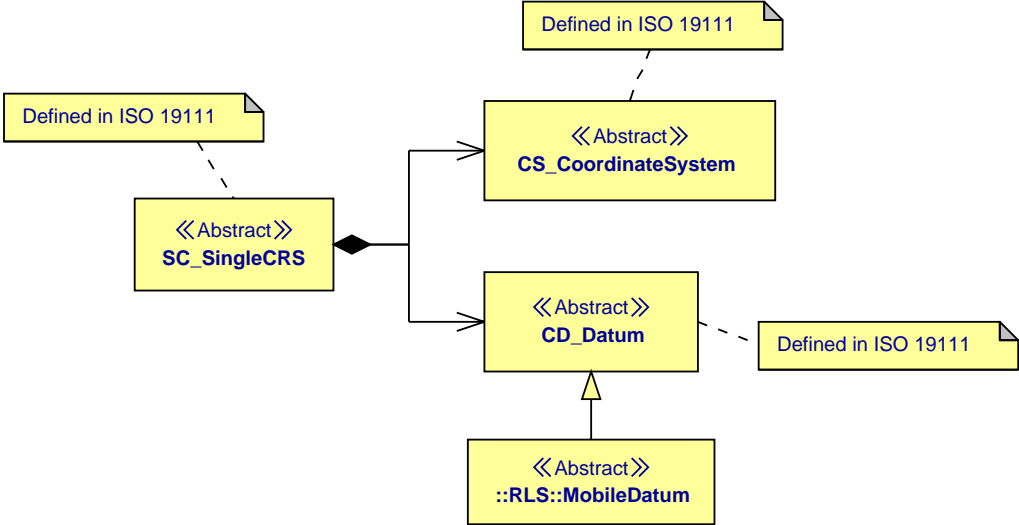 Defined in ISO 19111
Defined in ISO 19111
≪Abstract≫
CS_CoordinateSystem
≪Abstract≫
SC_SingleCRS
≪Abstract≫
CD_Datum
Defined in ISO 19111
≪Abstract≫
::RLS::MobileDatum